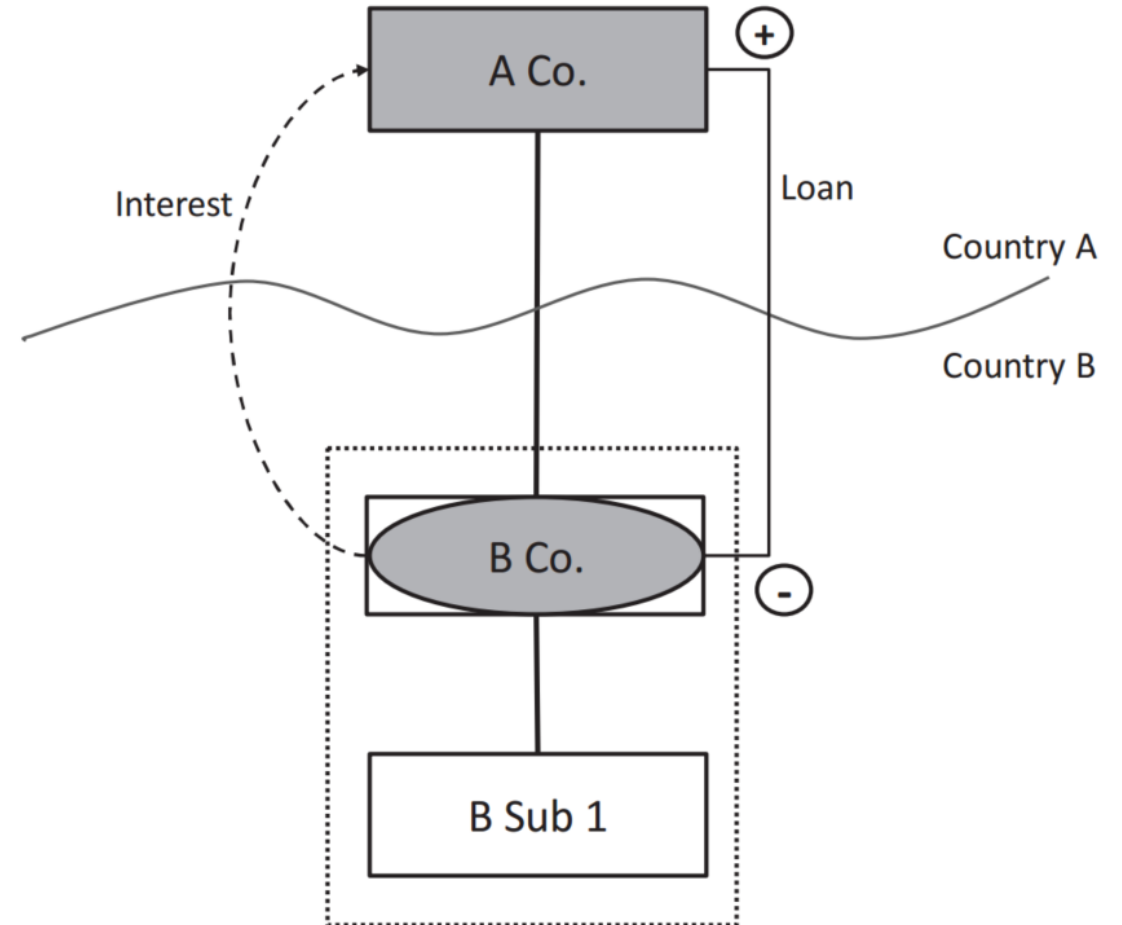 A Co.
+
Loan
Interest
Country A
Country B
B Co.
-
B Sub 1